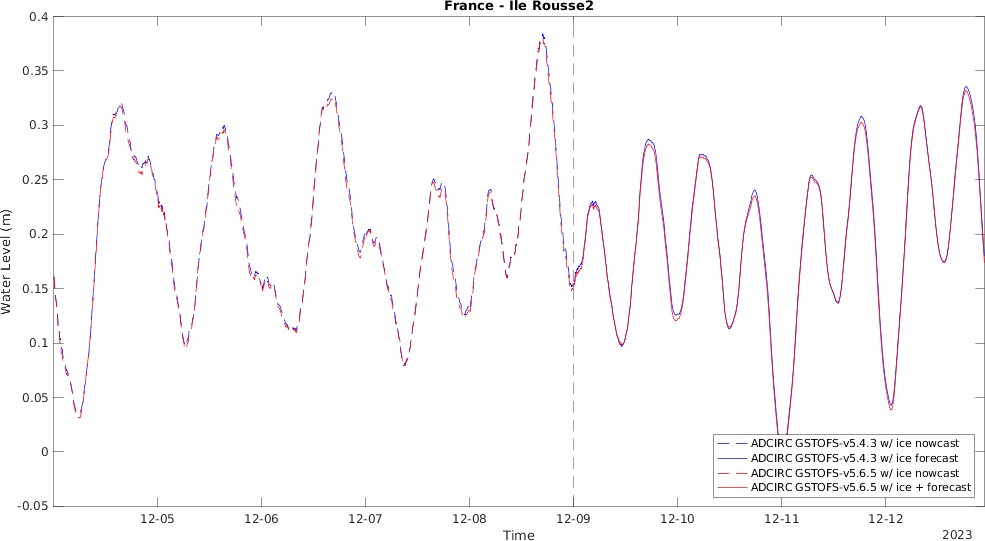 France - Ile Rousse2
0.4
0.35
0.3
0.25
0.2
0.15
0.1
0.05
0
-0.05
Water Level (m)
12-05
12-06
12-07
12-08
12-09
12-10
12-11
12-12
Time
2023
ADCIRC GSTOFS-v5.4.3 w/ ice nowcast
ADCIRC GSTOFS-v5.4.3 w/ ice forecast
ADCIRC GSTOFS-v5.6.5 w/ ice nowcast
ADCIRC GSTOFS-v5.6.5 w/ ice + forecast